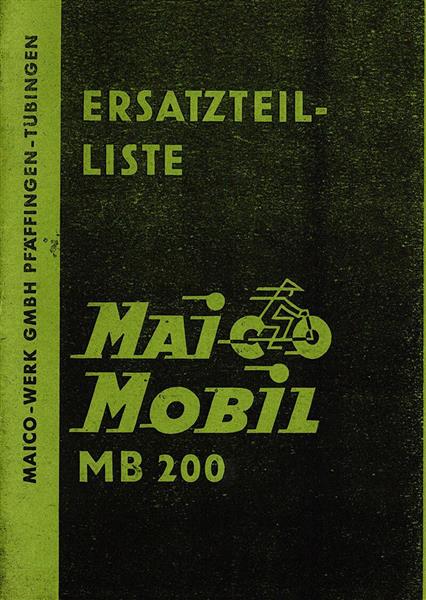 MAICO-WERK GMBH PFÄFFINGEN-TÜBINGEN
ERSATZTEIL-
LISTE
MAICO
MOBIL
MB 200